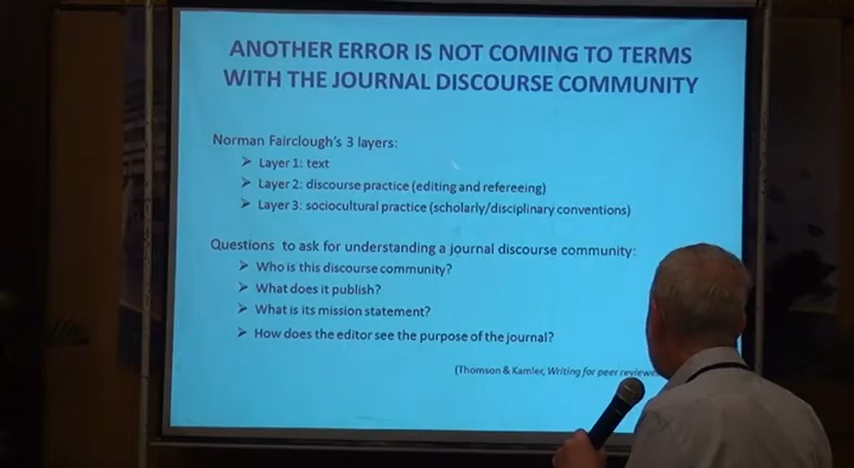 ANOTHER ERROR IS NOT COMING TO TERMS
WITH THE JOURNAL DISCOURSE COMMUNITY
Norman Fairclough's 3 layers:
➤ Layer 1: text
➤ Layer 2: discourse practice (editing and refereeing)
➤ Layer 3: sociocultural practice (scholarly/disciplinary conventions)
Questions to ask for understanding a journal discourse community:
➤ Who is this discourse community?
➤ What does it publish?
➤ What is its mission statement?
➤ How does the editor see the purpose of the journal?
(Thomson & Kamler, Writing for peer